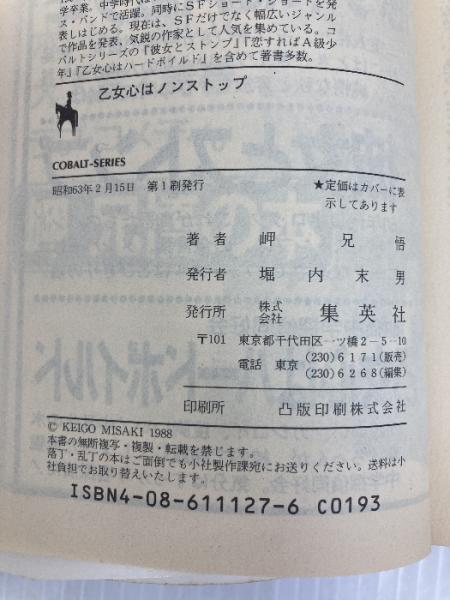 学卒業。中学時代は
ス・バンドで活躍。同時にＳＦショート・ショートを発
表しはじめる。現在は、ＳＦだけでなく幅広いジャンル
で作品を発表、気鋭の作家として人気を集めている。コ
バルトシリーズの『彼女とストンプ』『恋すればＡ級少
年』『乙女心はハードボイルド』を含めて著書多数。
乙女心はノンストップ
COBALT-SERIES
昭和63年2月15日 第1刷発行
★定価はカバーに表
示してあります
著者 岬 兄悟
発行者 堀内末男
発行所 株式会社 集英社
〒101 東京都千代田区一ツ橋2－5－10
電話 東京 (230)6171(販売)
(230)6268(編集)
印刷所 凸版印刷株式会社
© KEIGO MISAKI 1988
本書の無断複写・複製・転載を禁じます。
落丁・乱丁の本はご面倒でも小社製作課宛にお送りください。送料は小
社負担でお取り替えいたします。
ISBN4-08-611127-6 C0193